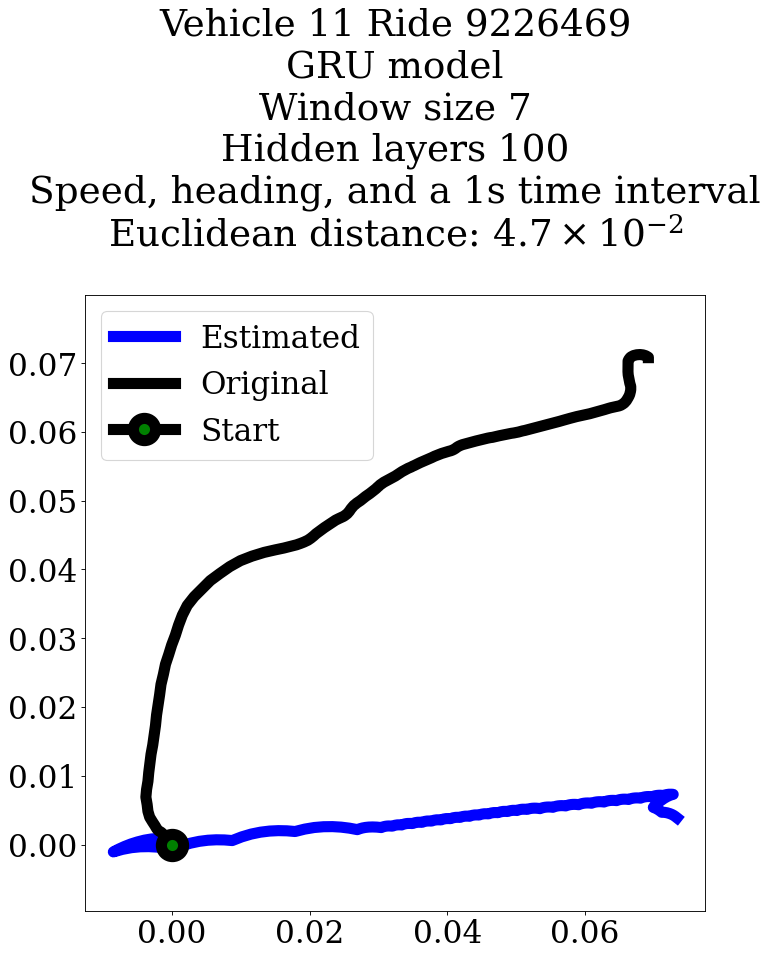 Vehicle 11 Ride 9226469
GRU model
Window size 7
Hidden layers 100
Speed, heading, and a 1s time interval
Euclidean distance: 4.7 × 10⁻²
Estimated
Original
Start
0.07
0.06
0.05
0.04
0.03
0.02
0.01
0.00
0.00 0.02 0.04 0.06